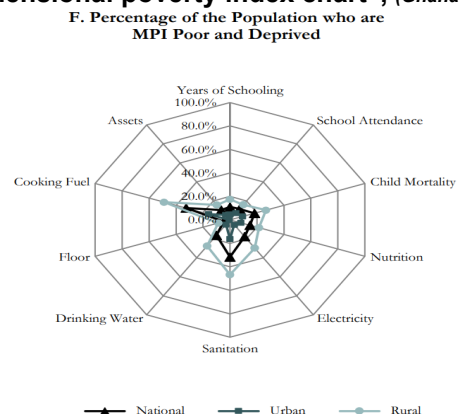 F. Percentage of the Population who are
MPI Poor and Deprived
Years of Schooling
100.0%
80.0%
60.0%
40.0%
20.0%
0.0%
School Attendance
Child Mortality
Nutrition
Electricity
Sanitation
Drinking Water
Floor
Cooking Fuel
Assets
National Urban Rural